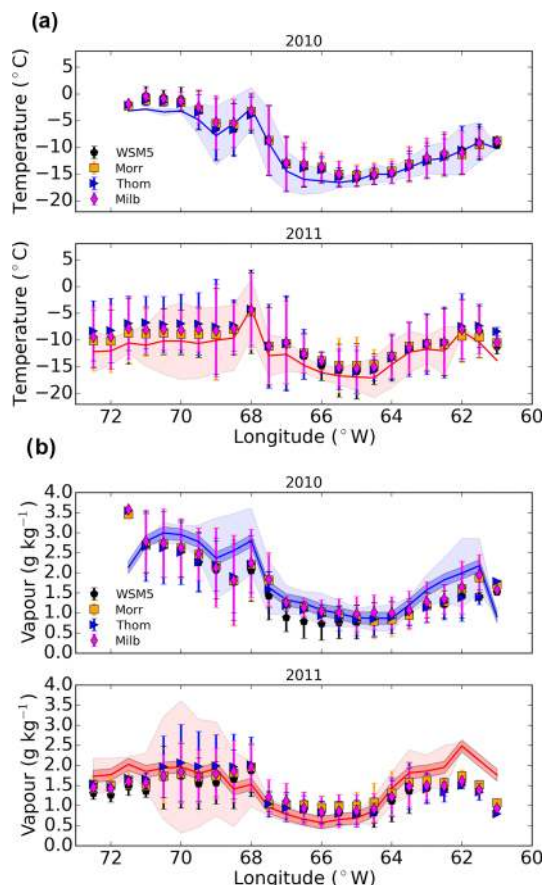 (a)
2010
Temperature (°C)
5
0
−5
−10
−15
−20
WSM5
Morr
Thom
Milb
2011
Temperature (°C)
5
0
−5
−10
−15
−20
72 70 68 66 64 62 60
Longitude (°W)
(b)
2010
Vapour (g kg⁻¹)
4.0
3.5
3.0
2.5
2.0
1.5
1.0
0.5
0.0
WSM5
Morr
Thom
Milb
2011
Vapour (g kg⁻¹)
4.0
3.5
3.0
2.5
2.0
1.5
1.0
0.5
0.0
72 70 68 66 64 62 60
Longitude (°W)